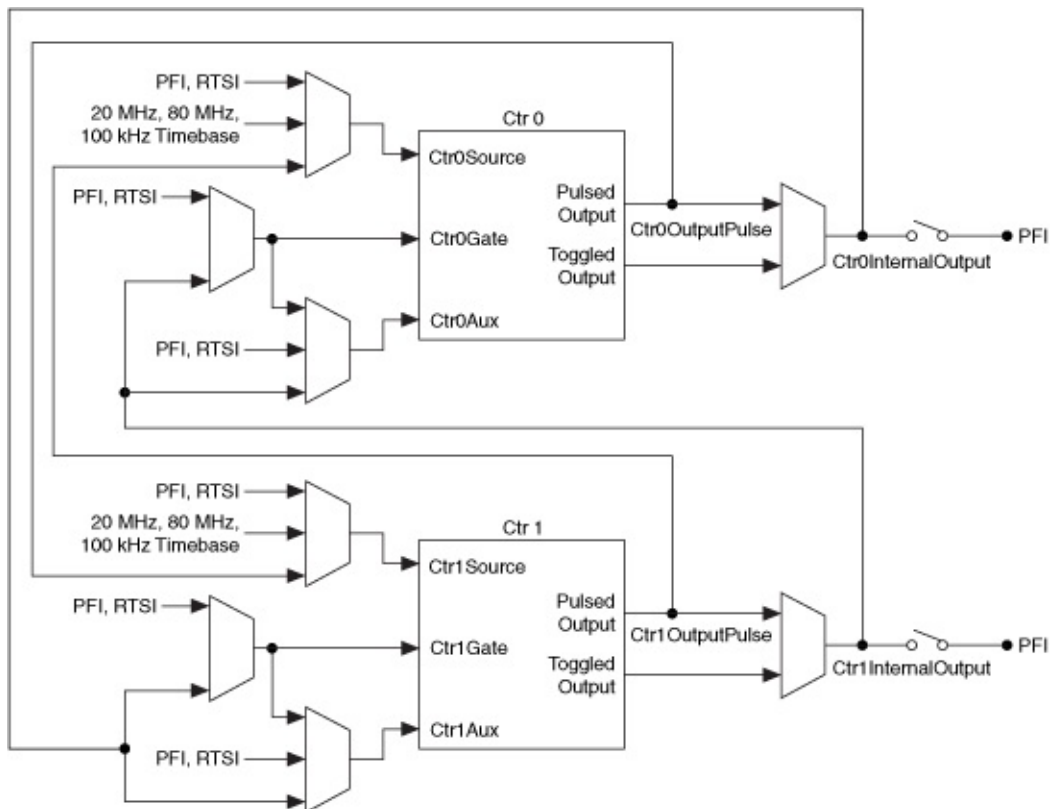 PFI, RTSI
20 MHz, 80 MHz,
100 kHz Timebase
Ctr 0
Ctr0Source
PFI, RTSI
Pulsed
Output
Ctr0OutputPulse
Ctr0Gate
PFI
Toggled
Output
Ctr0InternalOutput
Ctr0Aux
PFI, RTSI
PFI, RTSI
20 MHz, 80 MHz,
100 kHz Timebase
Ctr 1
Ctr1Source
PFI, RTSI
Pulsed
Output
Ctr1OutputPulse
Ctr1Gate
PFI
Toggled
Output
Ctr1InternalOutput
Ctr1Aux
PFI, RTSI